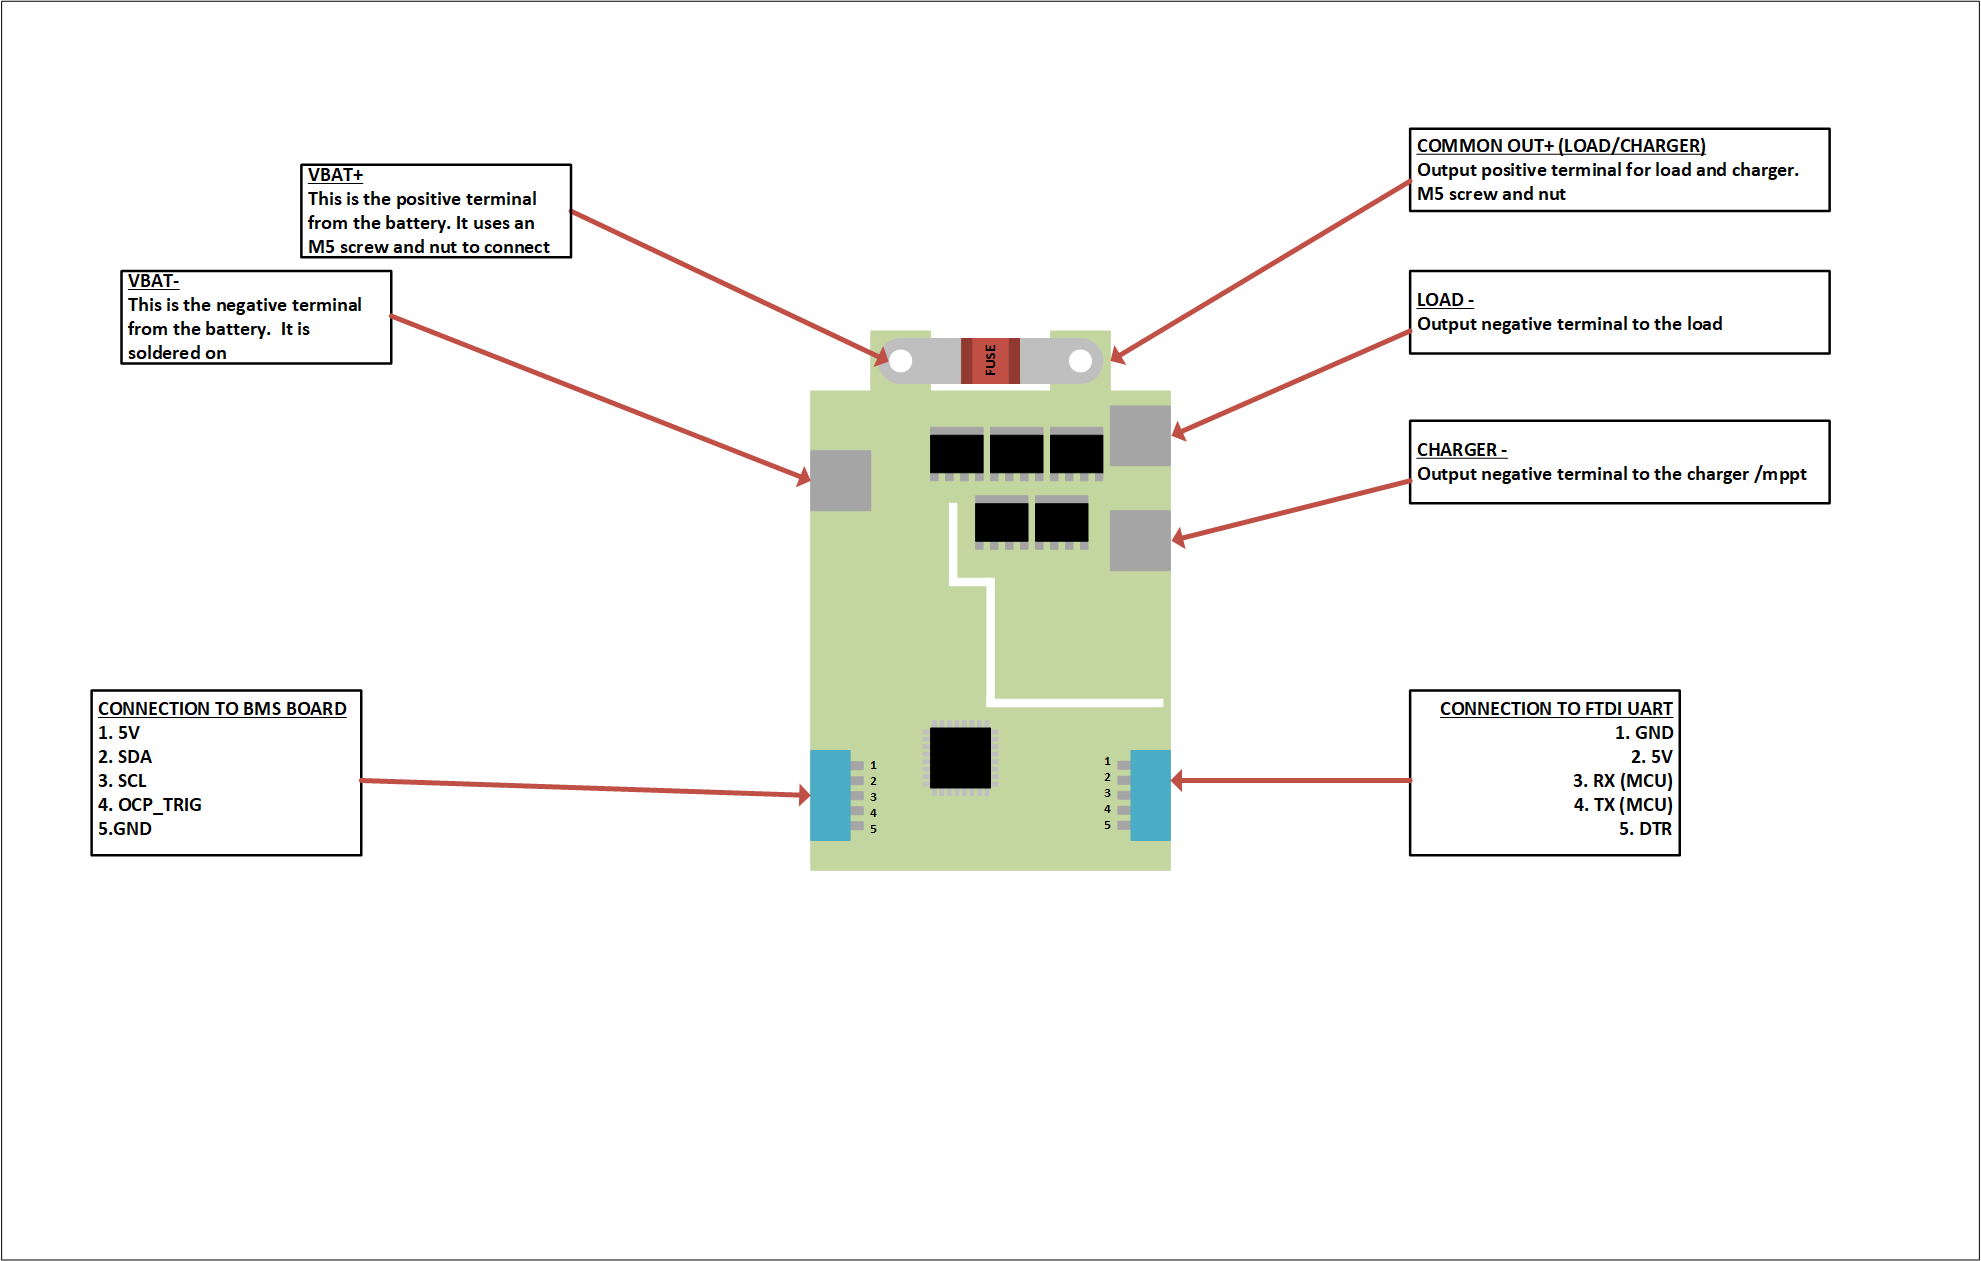 VBAT+
This is the positive terminal
from the battery. It uses an
M5 screw and nut to connect
VBAT-
This is the negative terminal
from the battery.  It is
soldered on
COMMON OUT+ (LOAD/CHARGER)
Output positive terminal for load and charger.
M5 screw and nut
LOAD -
Output negative terminal to the load
CHARGER -
Output negative terminal to the charger /mppt
FUSE
CONNECTION TO BMS BOARD
1. 5V
2. SDA
3. SCL
4. OCP_TRIG
5.GND
1
2
3
4
5
1
2
3
4
5
CONNECTION TO FTDI UART
1. GND
2. 5V
3. RX (MCU)
4. TX (MCU)
5. DTR